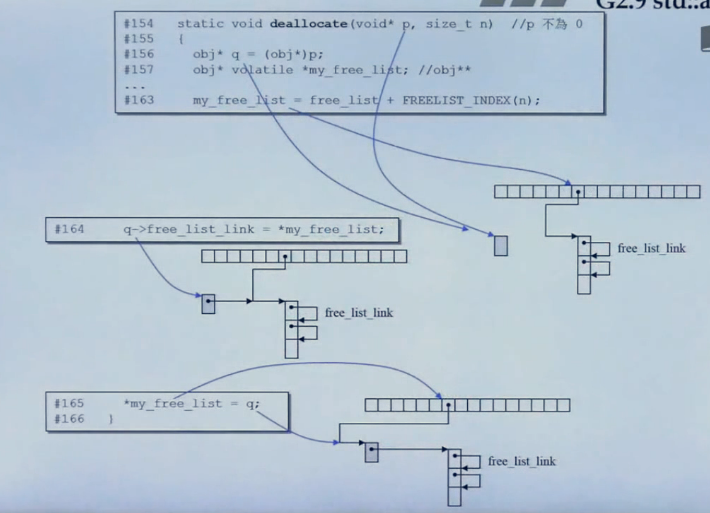 G2.9 std::a
#154 static void deallocate(void* p, size_t n) //p 不為 0
#155 {
#156 obj* q = (obj*)p;
#157 obj* volatile *my_free_list; //obj**
...
#163 my_free_list = free_list + FREELIST_INDEX(n);
free_list_link
#164 q->free_list_link = *my_free_list;
free_list_link
#165 *my_free_list = q;
#166 }
free_list_link